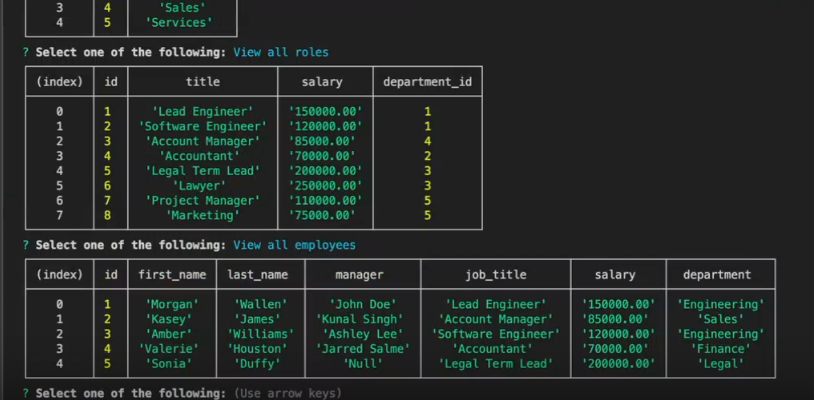 3 4 'Sales'
4 5 'Services'
? Select one of the following: View all roles
(index) id title salary department_id
0 1 'Lead Engineer' '150000.00' 1
1 2 'Software Engineer' '120000.00' 1
2 3 'Account Manager' '85000.00' 4
3 4 'Accountant' '70000.00' 2
4 5 'Legal Term Lead' '200000.00' 3
5 6 'Lawyer' '250000.00' 3
6 7 'Project Manager' '110000.00' 5
7 8 'Marketing' '75000.00' 5
? Select one of the following: View all employees
(index) id first_name last_name manager job_title salary department
0 1 'Morgan' 'Wallen' 'John Doe' 'Lead Engineer' '150000.00' 'Engineering'
1 2 'Kasey' 'James' 'Kunal Singh' 'Account Manager' '85000.00' 'Sales'
2 3 'Amber' 'Williams' 'Ashley Lee' 'Software Engineer' '120000.00' 'Engineering'
3 4 'Valerie' 'Houston' 'Jarred Salme' 'Accountant' '70000.00' 'Finance'
4 5 'Sonia' 'Duffy' 'Null' 'Legal Term Lead' '200000.00' 'Legal'
? Select one of the following: (Use arrow keys)